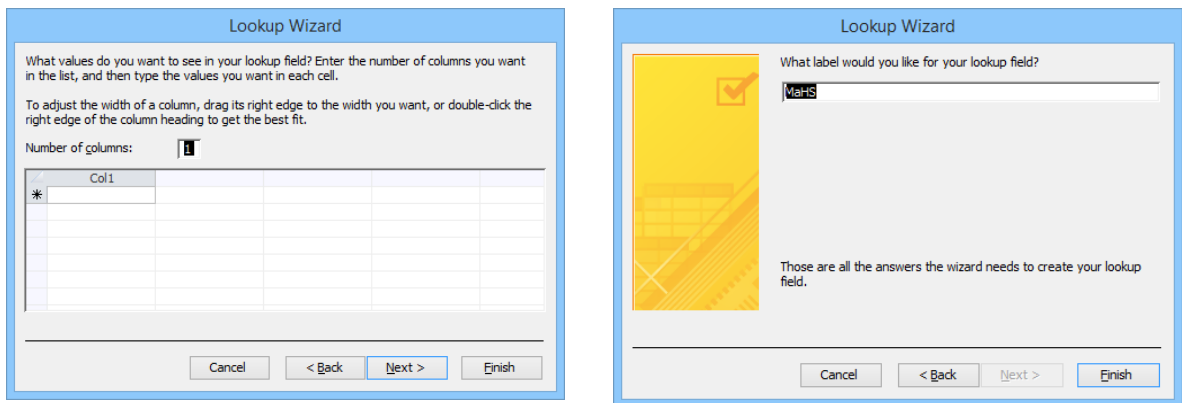 Lookup Wizard
What values do you want to see in your lookup field? Enter the number of columns you want
in the list, and then type the values you want in each cell.
To adjust the width of a column, drag its right edge to the width you want, or double-click the
right edge of the column heading to get the best fit.
Number of columns: 1
Col1
Cancel < Back Next > Finish
Lookup Wizard
What label would you like for your lookup field?
MaHS
Those are all the answers the wizard needs to create your lookup
field.
Cancel < Back Next > Finish